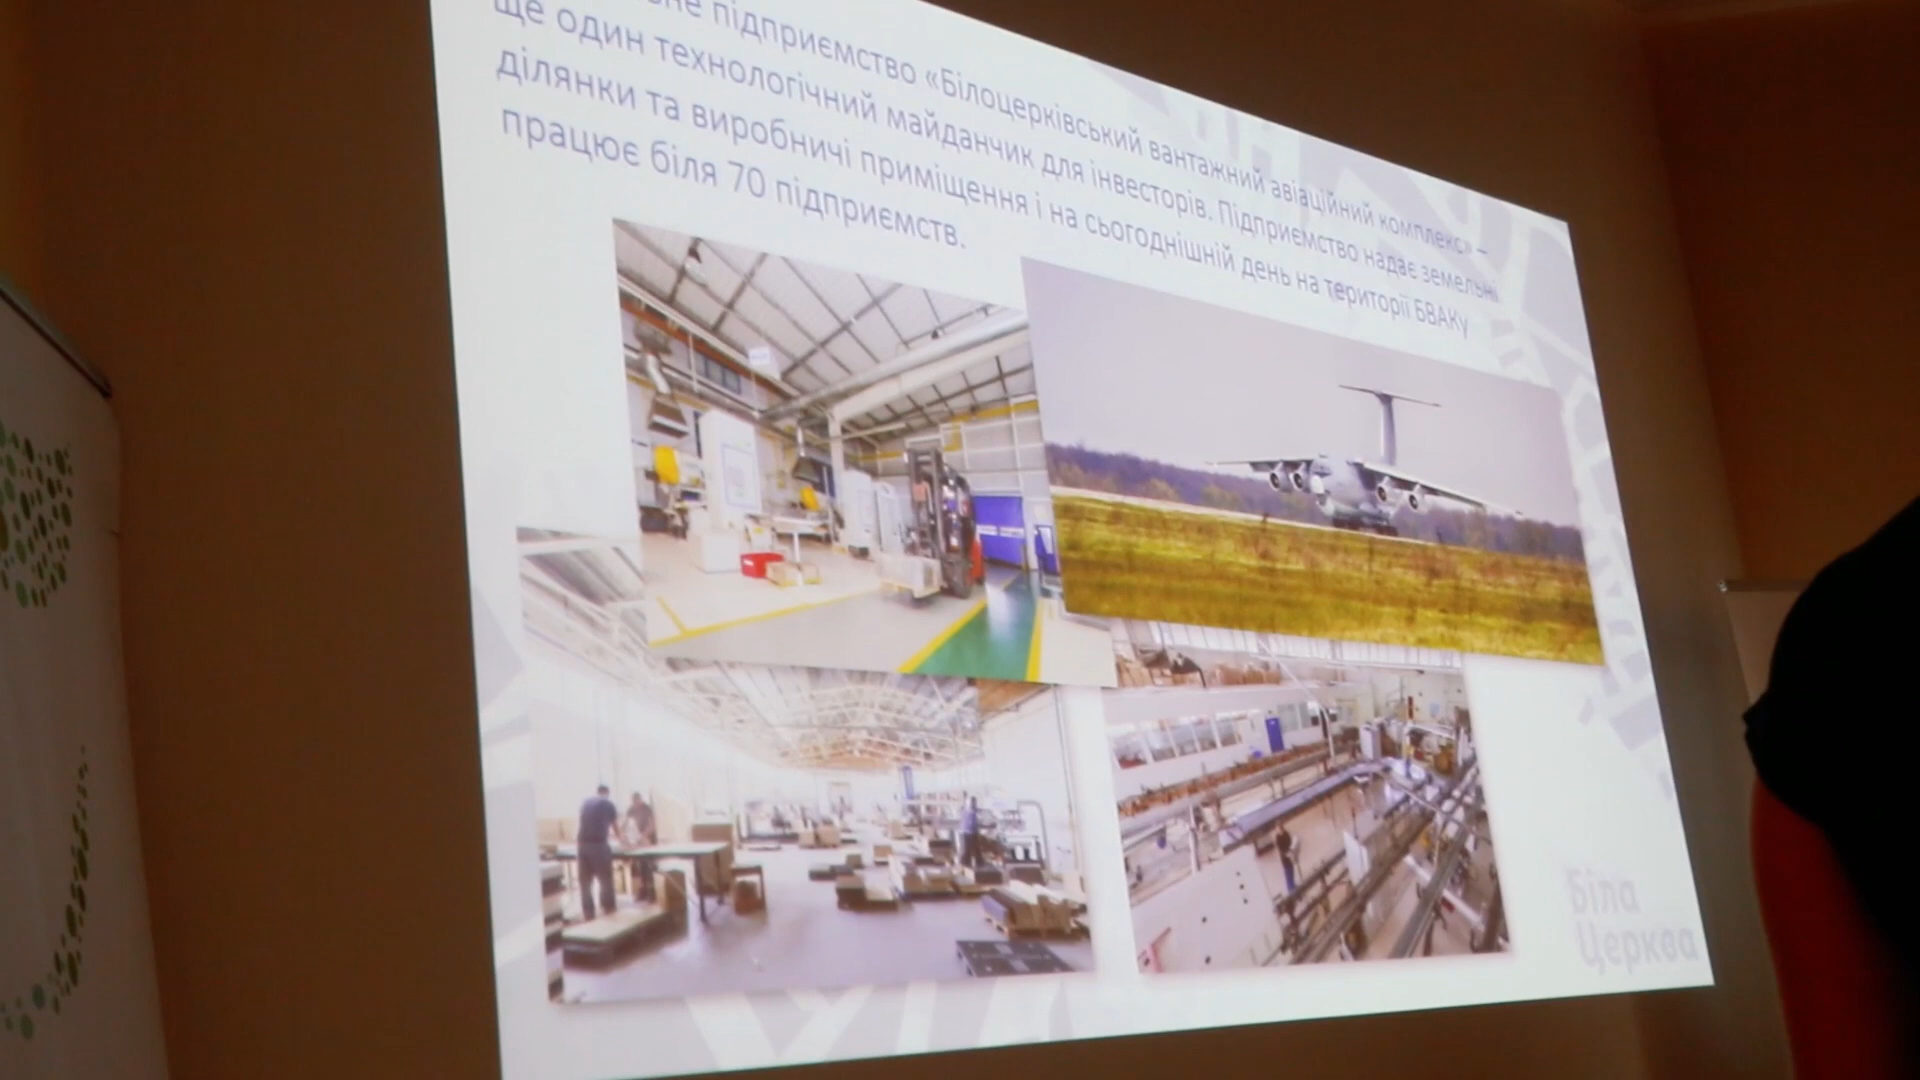 підприємство «Білоцерківський вантажний авіаційний комплекс» –
ще один технологічний майданчик для інвесторів. Підприємство надає земельні
ділянки та виробничі приміщення і на сьогоднішній день на території БВАКу
працює біля 70 підприємств.
Біла
Церква